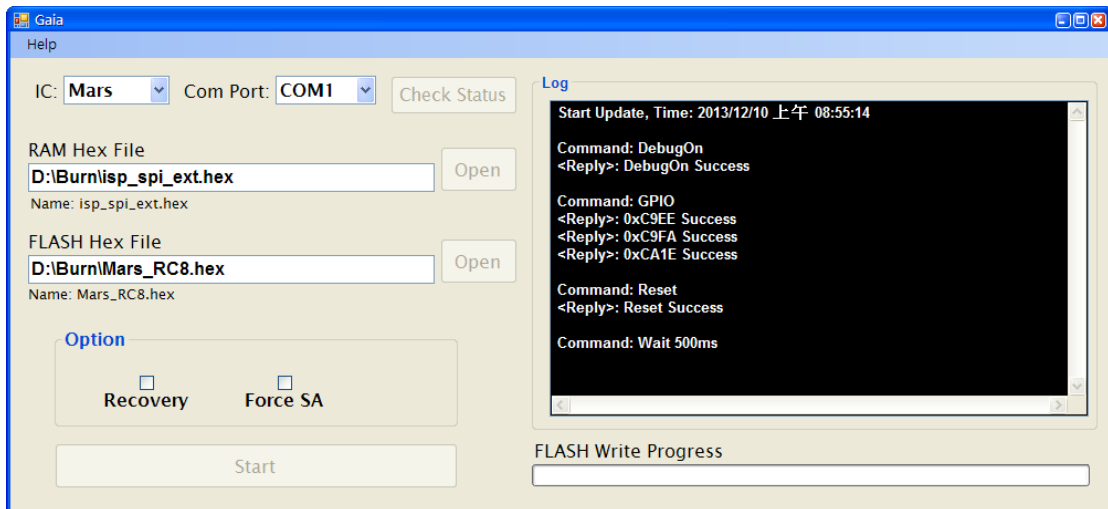 Gaia
Help
IC: Mars Com Port: COM1 Check Status
RAM Hex File
D:\Burn\isp_spi_ext.hex Open
Name: isp_spi_ext.hex
FLASH Hex File
D:\Burn\Mars_RC8.hex Open
Name: Mars_RC8.hex
Option
Recovery Force SA
Start
Log
Start Update, Time: 2013/12/10 上午 08:55:14
Command: DebugOn
<Reply>: DebugOn Success
Command: GPIO
<Reply>: 0xC9EE Success
<Reply>: 0xC9FA Success
<Reply>: 0xCA1E Success
Command: Reset
<Reply>: Reset Success
Command: Wait 500ms
FLASH Write Progress